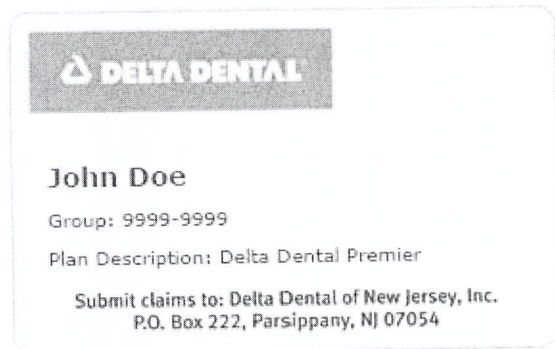 DELTA DENTAL
John Doe
Group: 9999-9999
Plan Description: Delta Dental Premier
Submit claims to: Delta Dental of New Jersey, Inc.
P.O. Box 222, Parsippany, NJ 07054